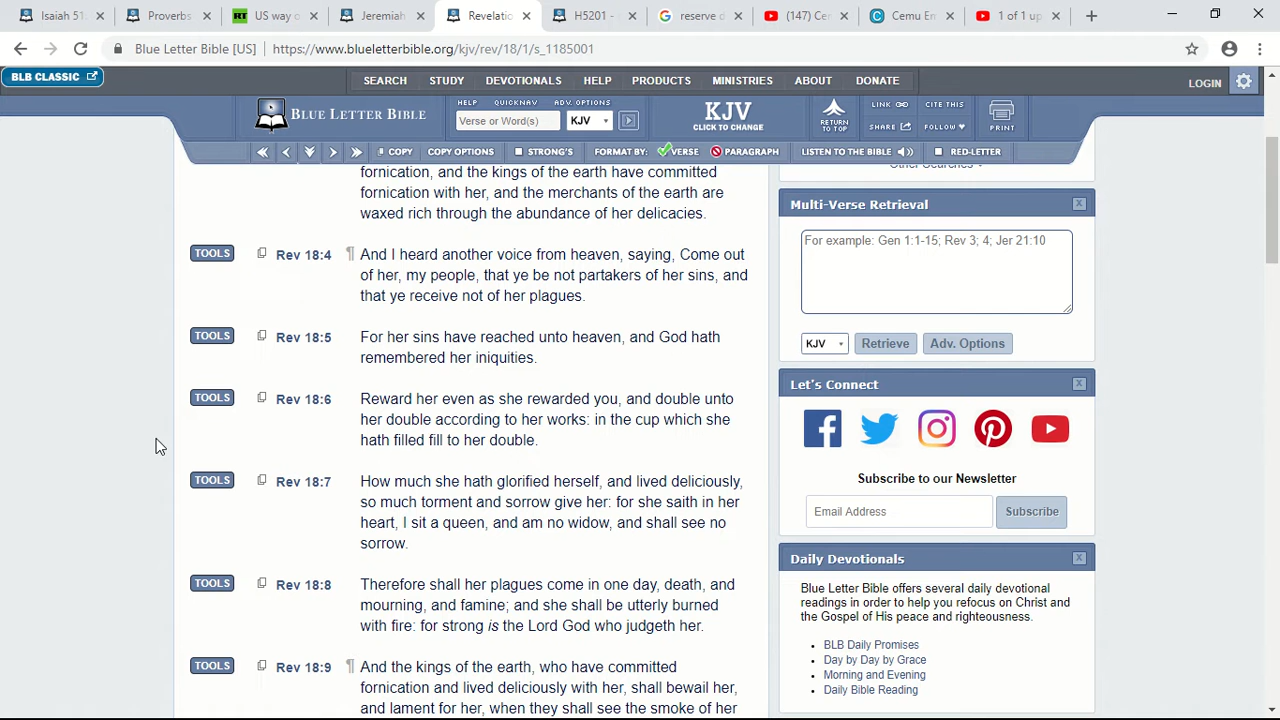 Isaiah 51:
Proverbs
US way o
Jeremiah
Revelatio
H5201 -
reserve d
(147) Ce
Cemu En
1 of 1 up
Blue Letter Bible [US]
https://www.blueletterbible.org/kjv/rev/18/1/s_1185001
BLB CLASSIC
SEARCH STUDY DEVOTIONALS HELP PRODUCTS MINISTRIES ABOUT DONATE
LOGIN
BLUE LETTER BIBLE
HELP QUICKNAV ADV. OPTIONS
Verse or Word(s)
KJV
KJV
CLICK TO CHANGE
RETURN
TO TOP
LINK
CITE THIS
SHARE
FOLLOW
PRINT
COPY COPY OPTIONS STRONG'S FORMAT BY: VERSE PARAGRAPH LISTEN TO THE BIBLE RED-LETTER
fornication, and the kings of the earth have committed
fornication with her, and the merchants of the earth are
waxed rich through the abundance of her delicacies.
TOOLS Rev 18:4 ¶ And I heard another voice from heaven, saying, Come out
of her, my people, that ye be not partakers of her sins, and
that ye receive not of her plagues.
TOOLS Rev 18:5 For her sins have reached unto heaven, and God hath
remembered her iniquities.
TOOLS Rev 18:6 Reward her even as she rewarded you, and double unto
her double according to her works: in the cup which she
hath filled fill to her double.
TOOLS Rev 18:7 How much she hath glorified herself, and lived deliciously,
so much torment and sorrow give her: for she saith in her
heart, I sit a queen, and am no widow, and shall see no
sorrow.
TOOLS Rev 18:8 Therefore shall her plagues come in one day, death, and
mourning, and famine; and she shall be utterly burned
with fire: for strong is the Lord God who judgeth her.
TOOLS Rev 18:9 ¶ And the kings of the earth, who have committed
fornication and lived deliciously with her, shall bewail her,
and lament for her, when they shall see the smoke of her
Other Searches
Multi-Verse Retrieval
For example: Gen 1:1-15; Rev 3; 4; Jer 21:10
KJV Retrieve Adv. Options
Let's Connect
Subscribe to our Newsletter
Email Address Subscribe
Daily Devotionals
Blue Letter Bible offers several daily devotional
readings in order to help you refocus on Christ and
the Gospel of His peace and righteousness.
BLB Daily Promises
Day by Day by Grace
Morning and Evening
Daily Bible Reading